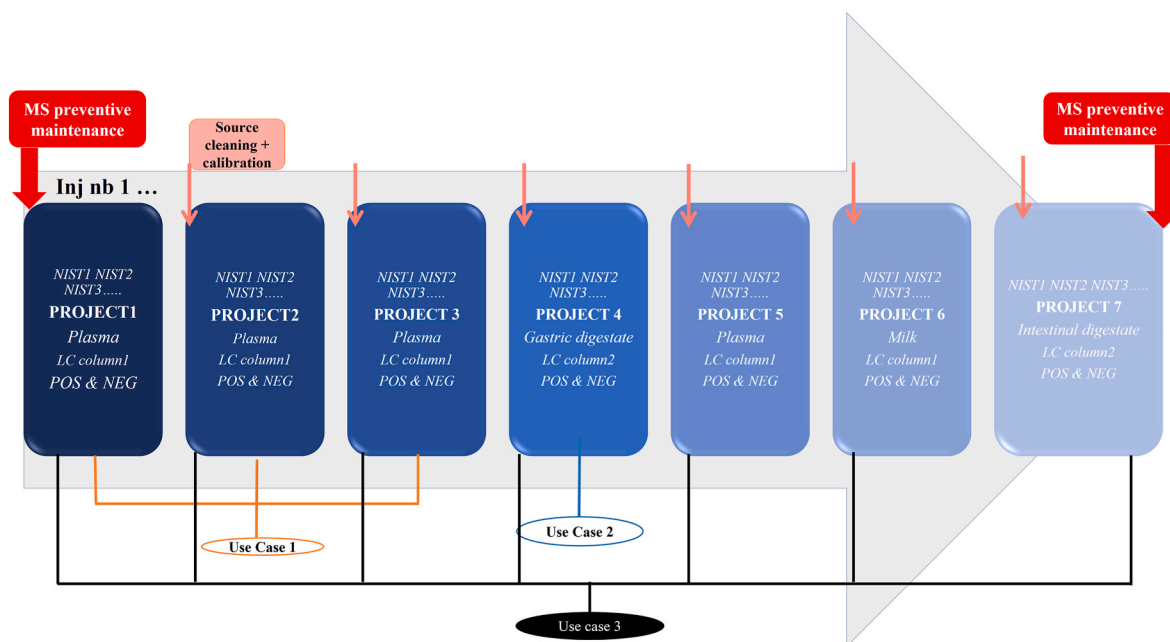 MS preventive
maintenance
Source
cleaning +
calibration
MS preventive
maintenance
Inj nb 1 ...
NIST1 NIST2
NIST3.....
PROJECT1
Plasma
LC column1
POS & NEG
NIST1 NIST2
NIST3.....
PROJECT2
Plasma
LC column1
POS & NEG
NIST1 NIST2
NIST3.....
PROJECT 3
Plasma
LC column1
POS & NEG
NIST1 NIST2
NIST3.....
PROJECT 4
Gastric digestate
LC column2
POS & NEG
NIST1 NIST2
NIST3.....
PROJECT 5
Plasma
LC column1
POS & NEG
NIST1 NIST2
NIST3.....
PROJECT 6
Milk
LC column1
POS & NEG
NIST1 NIST2 NIST3.....
PROJECT 7
Intestinal digestate
LC column2
POS & NEG
Use Case 1
Use Case 2
Use case 3